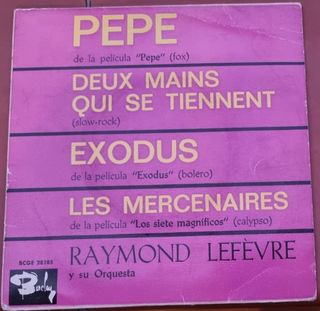 PEPE
de la película "Pepe" (fox)
DEUX MAINS
QUI SE TIENNENT
(slow-rock)
EXODUS
de la película "Exodus" (bolero)
LES MERCENAIRES
de la película "Los siete magníficos" (calypso)
RAYMOND LEFÈVRE
y su Orquesta
Barclay